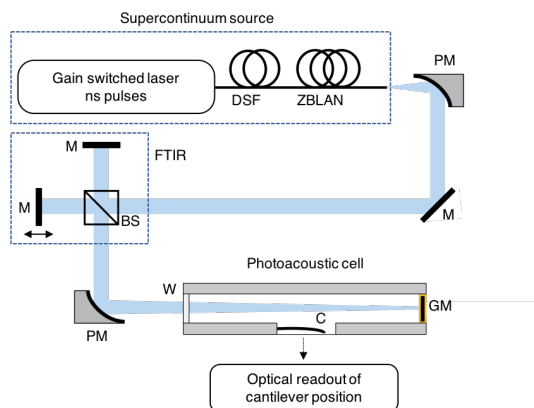 Supercontinuum source
Gain switched laser
ns pulses
DSF
ZBLAN
PM
M
FTIR
M
BS
M
Photoacoustic cell
W
GM
C
PM
Optical readout of
cantilever position